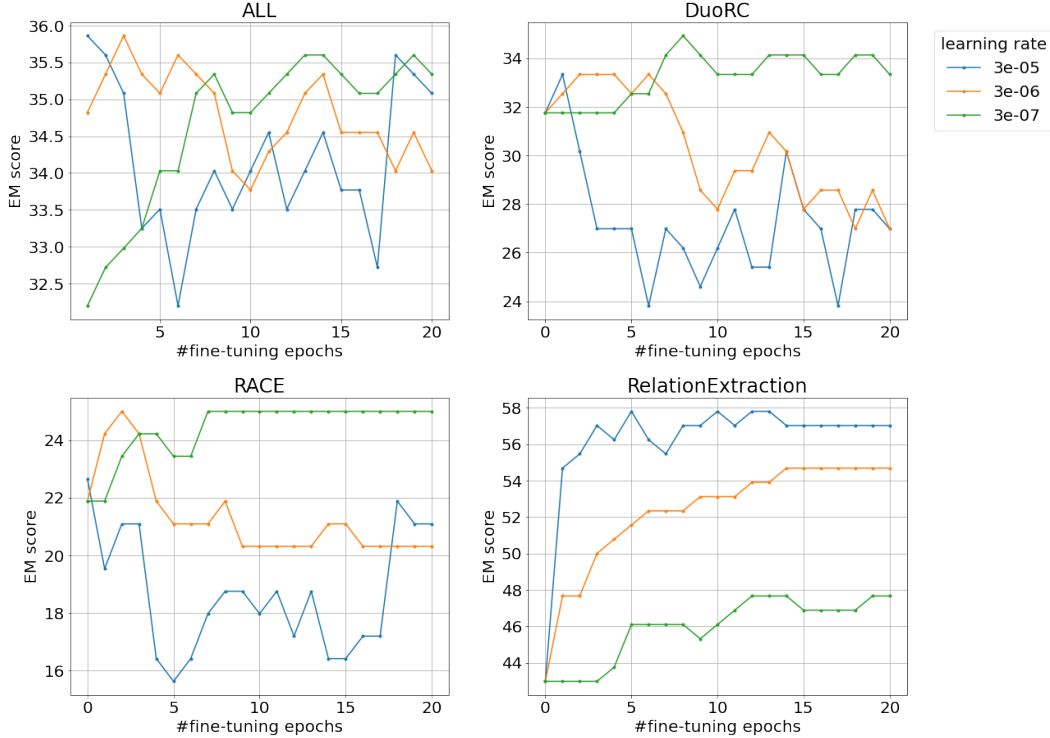 ALL
36.0
35.5
35.0
34.5
34.0
33.5
33.0
32.5
EM score
5 10 15 20
#fine-tuning epochs
DuoRC
34
32
30
28
26
24
EM score
0 5 10 15 20
#fine-tuning epochs
learning rate
3e-05
3e-06
3e-07
RACE
24
22
20
18
16
EM score
0 5 10 15 20
#fine-tuning epochs
RelationExtraction
58
56
54
52
50
48
46
44
EM score
0 5 10 15 20
#fine-tuning epochs